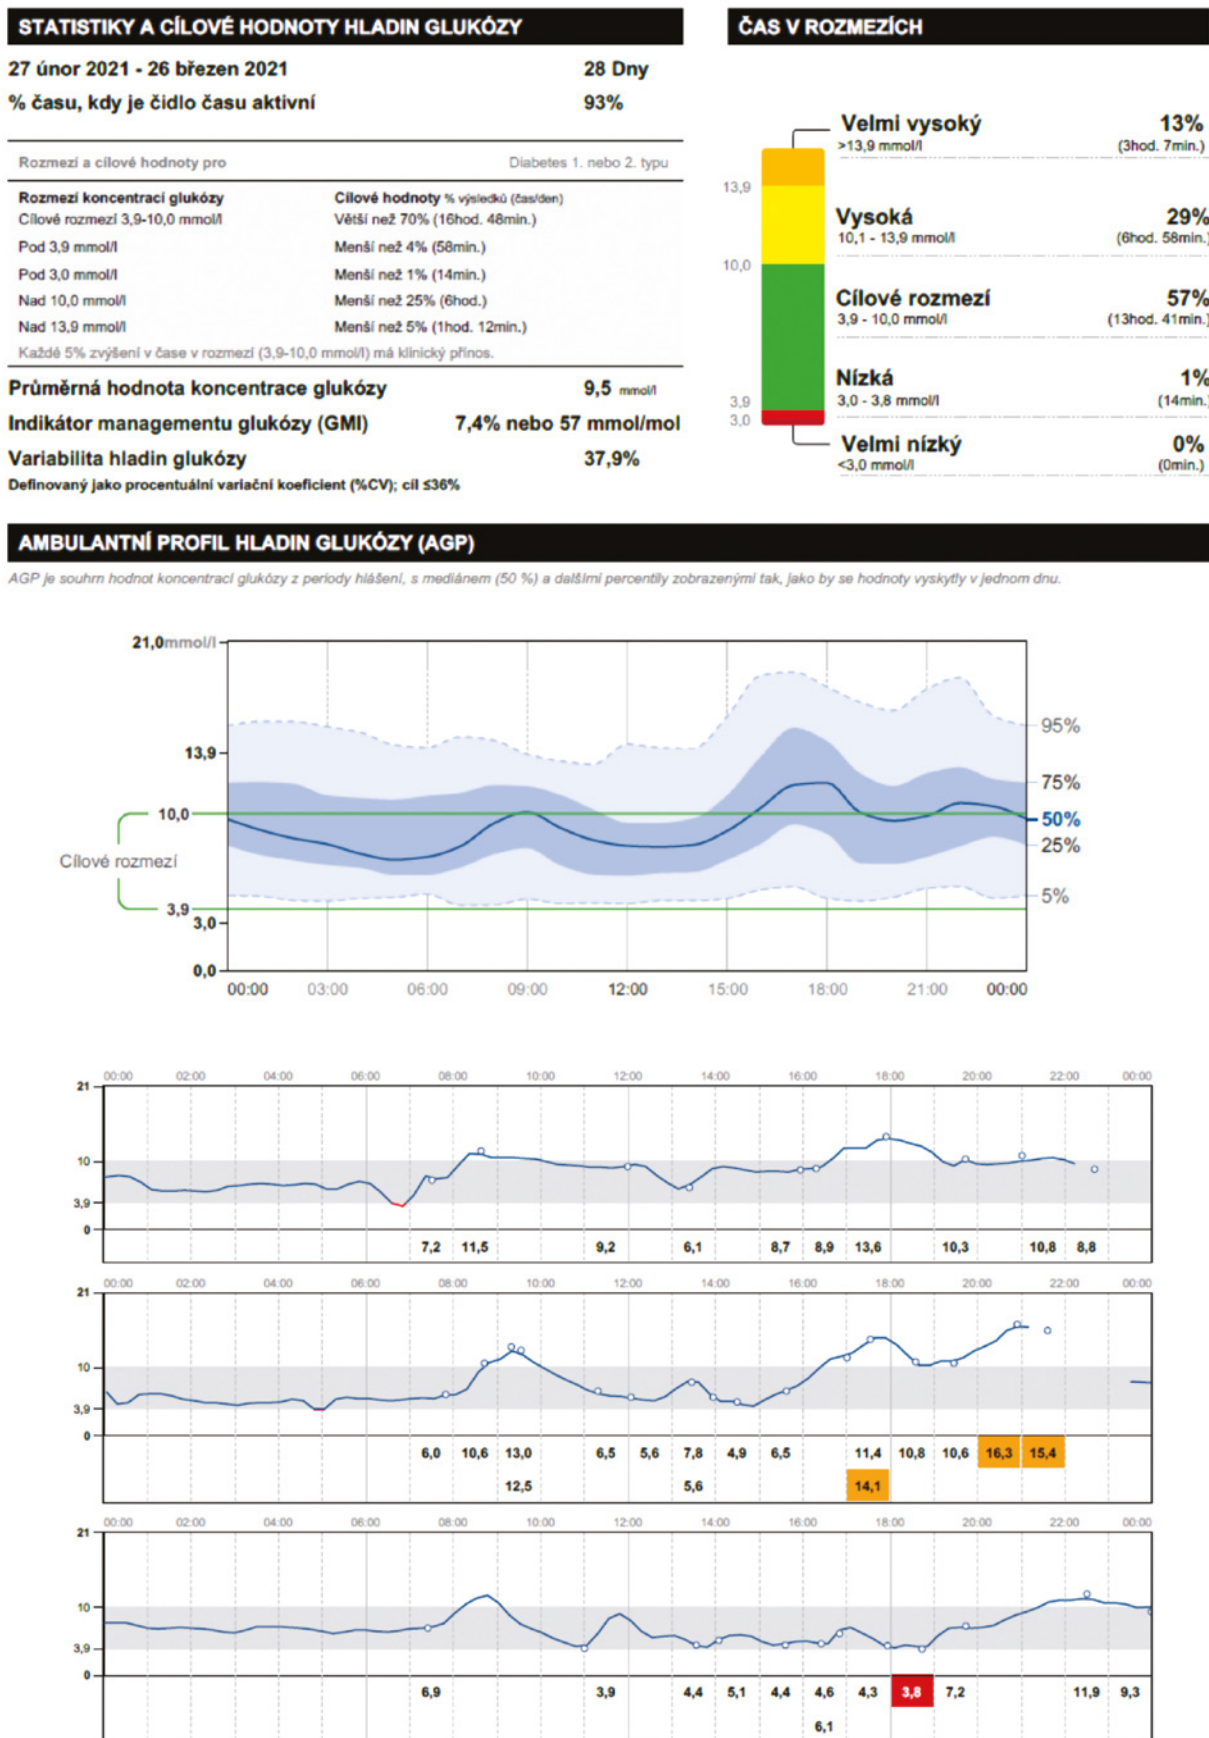 STATISTIKY A CÍLOVÉ HODNOTY HLADIN GLUKÓZY
27 únor 2021 - 26 březen 2021 28 Dny
% času, kdy je čidlo času aktivní 93%
Rozmezí a cílové hodnoty pro Diabetes 1. nebo 2. typu
Rozmezí koncentrací glukózy Cílové hodnoty % výsledků (čas/den)
Cílové rozmezí 3,9-10,0 mmol/l Větší než 70% (16hod. 48min.)
Pod 3,9 mmol/l Menší než 4% (58min.)
Pod 3,0 mmol/l Menší než 1% (14min.)
Nad 10,0 mmol/l Menší než 25% (6hod.)
Nad 13,9 mmol/l Menší než 5% (1hod. 12min.)
Každé 5% zvýšení v čase v rozmezí (3,9-10,0 mmol/l) má klinický přínos.
Průměrná hodnota koncentrace glukózy 9,5 mmol/l
Indikátor managementu glukózy (GMI) 7,4% nebo 57 mmol/mol
Variabilita hladin glukózy 37,9%
Definovaný jako procentuální variační koeficient (%CV); cíl ≤36%
ČAS V ROZMEZÍCH
Velmi vysoký 13%
>13,9 mmol/l (3hod. 7min.)
13,9
Vysoká 29%
10,1 - 13,9 mmol/l (6hod. 58min.)
10,0
Cílové rozmezí 57%
3,9 - 10,0 mmol/l (13hod. 41min.)
Nízká 1%
3,0 - 3,8 mmol/l (14min.)
3,9
3,0
Velmi nízký 0%
<3,0 mmol/l (0min.)
AMBULANTNÍ PROFIL HLADIN GLUKÓZY (AGP)
AGP je souhrn hodnot koncentrací glukózy z periody hlášení, s mediánem (50 %) a dalšími percentily zobrazenými tak, jako by se hodnoty vyskytly v jednom dnu.
21,0mmol/l
95%
13,9
75%
10,0
50%
25%
Cílové rozmezí
5%
3,9
3,0
0,0
00:00 03:00 06:00 09:00 12:00 15:00 18:00 21:00 00:00
00:00 02:00 04:00 06:00 08:00 10:00 12:00 14:00 16:00 18:00 20:00 22:00 00:00
21
10
3,9
0
7,2 11,5 9,2 6,1 8,7 8,9 13,6 10,3 10,8 8,8
00:00 02:00 04:00 06:00 08:00 10:00 12:00 14:00 16:00 18:00 20:00 22:00 00:00
21
10
3,9
0
6,0 10,6 13,0 6,5 5,6 7,8 4,9 6,5 11,4 10,8 10,6 16,3 15,4
12,5 5,6 14,1
00:00 02:00 04:00 06:00 08:00 10:00 12:00 14:00 16:00 18:00 20:00 22:00 00:00
21
10
3,9
0
6,9 3,9 4,4 5,1 4,4 4,6 4,3 3,8 7,2 11,9 9,3
6,1